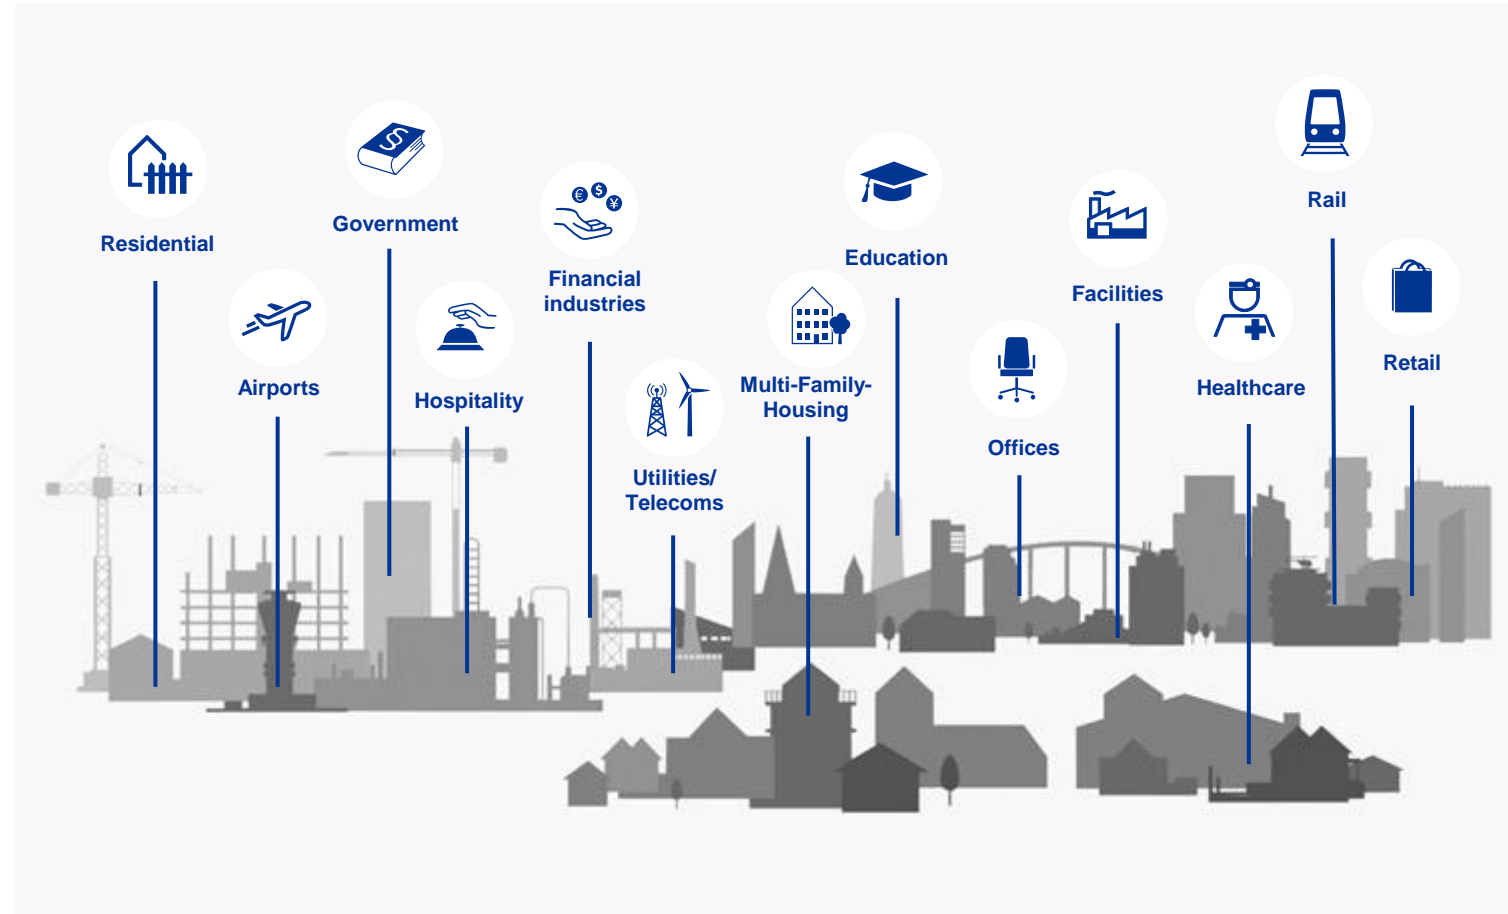 Residential
Government
Airports
Hospitality
Financial
industries
Utilities/
Telecoms
Multi-Family-
Housing
Education
Offices
Facilities
Healthcare
Rail
Retail
§
€
$
¥